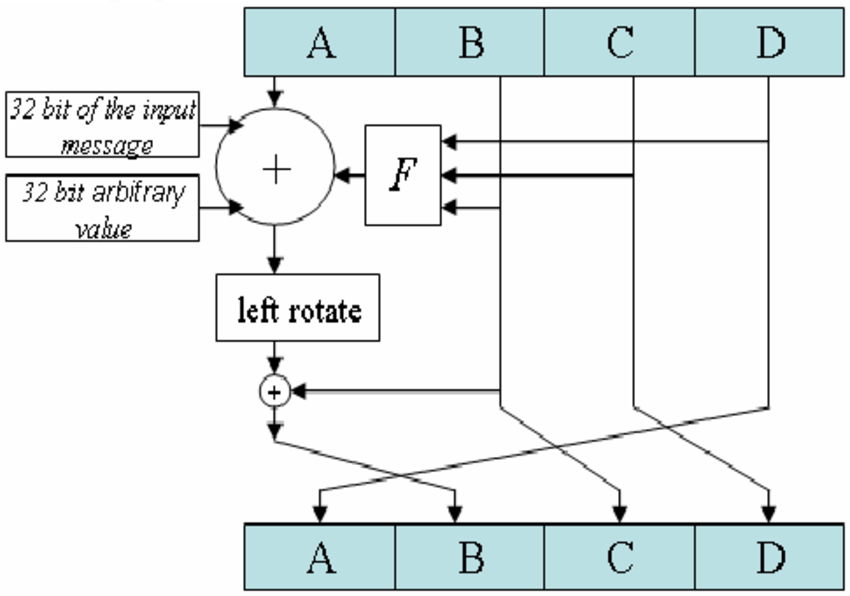 A B C D
32 bit of the input
message
+
F
32 bit arbitrary
value
left rotate
+
A B C D